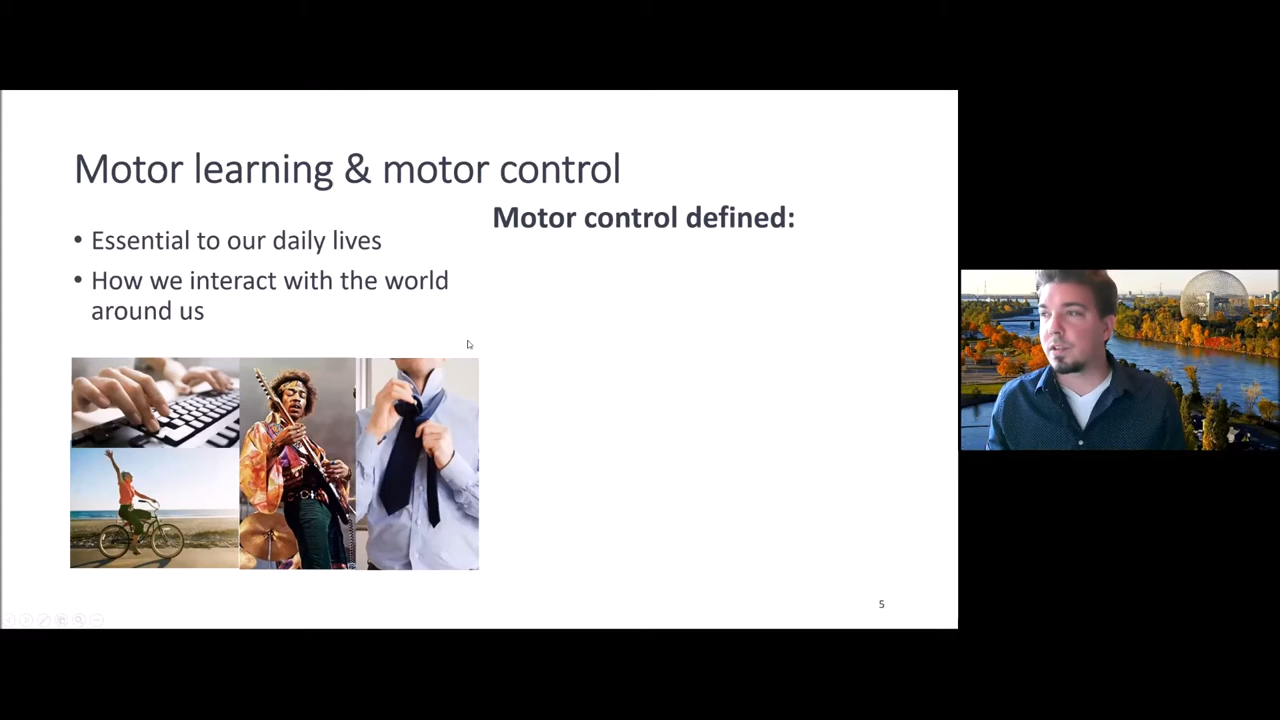 Motor learning & motor control
• Essential to our daily lives
• How we interact with the world
around us
Motor control defined:
5